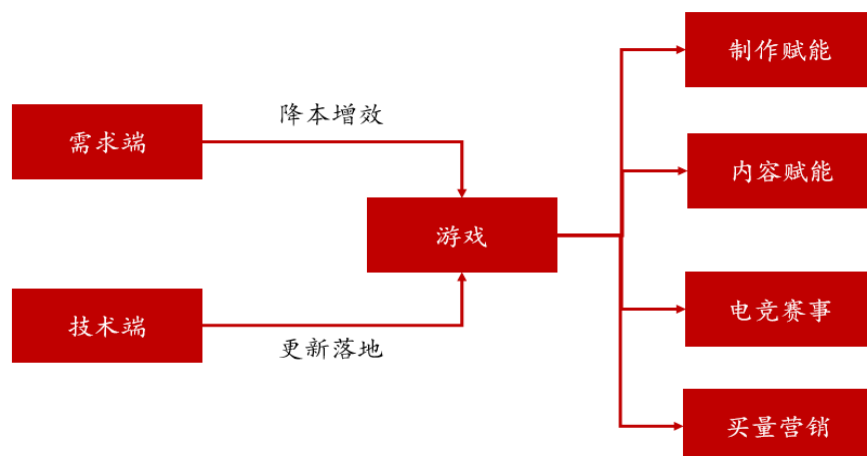 制作赋能
降本增效
需求端
内容赋能
游戏
电竞赛事
技术端
更新落地
买量营销